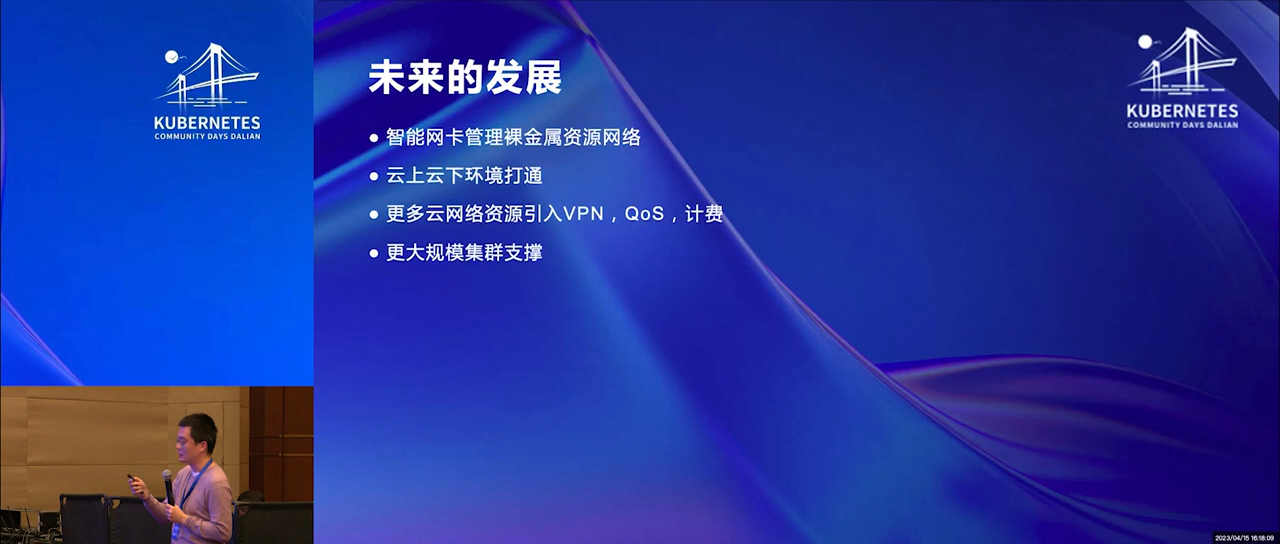 KUBERNETES
COMMUNITY DAYS DALIAN
未来的发展
● 智能网卡管理裸金属资源网络
● 云上云下环境打通
● 更多云网络资源引入VPN，QoS，计费
● 更大规模集群支撑
KUBERNETES
COMMUNITY DAYS DALIAN
2023/04/15 16:18:09